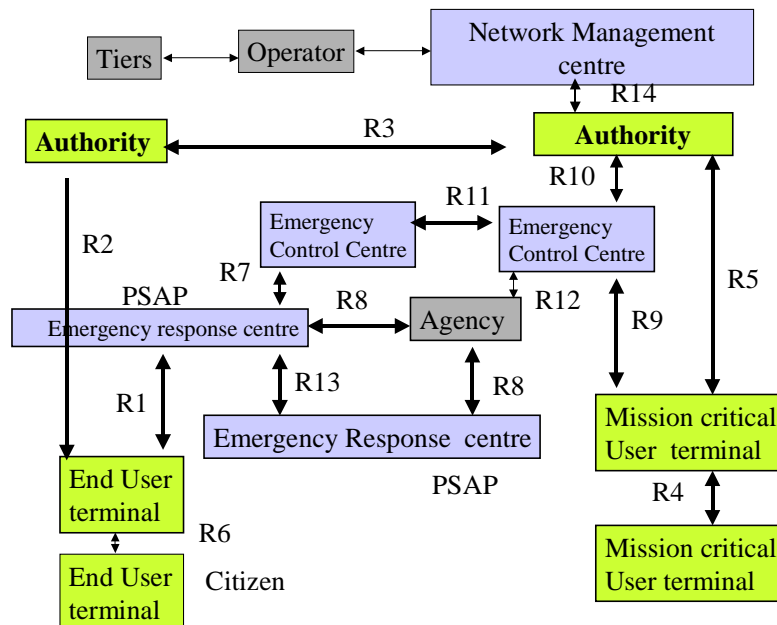 Network Management
centre
Tiers
Operator
R14
Authority
R3
Authority
R10
R11
Emergency
Control Centre
Emergency
Control Centre
R2
R7
R5
PSAP
R8
R12
R9
Emergency response centre
Agency
R1
R13
R8
Emergency Response centre
Mission critical
User terminal
PSAP
End User
terminal
R4
R6
End User
terminal
Citizen
Mission critical
User terminal